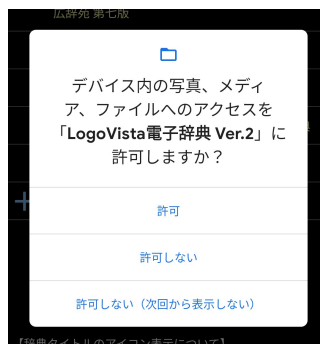 広辞苑 第七版
デバイス内の写真、メディ
ア、ファイルへのアクセスを
「LogoVista電子辞典 Ver.2」に
許可しますか？
許可
許可しない
許可しない（次回から表示しない）
【辞典タイトルのアイコン表示について】